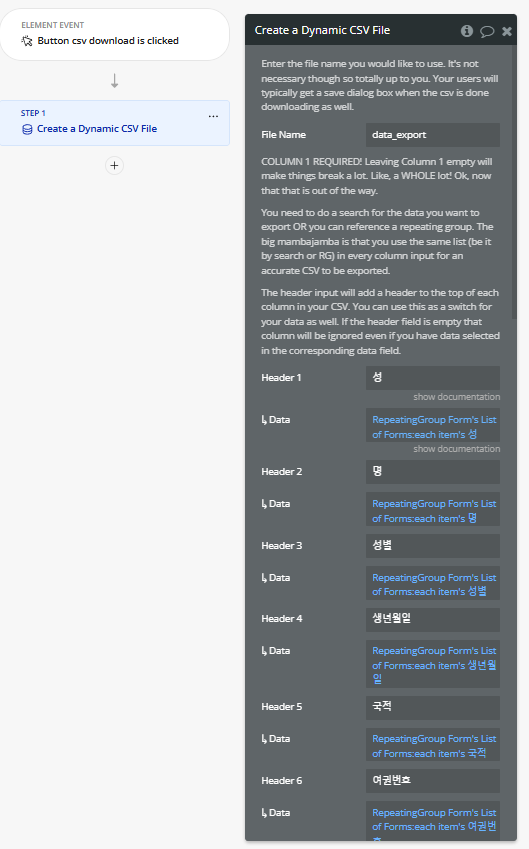 ELEMENT EVENT
Button csv download is clicked
STEP 1
...
Create a Dynamic CSV File
Create a Dynamic CSV File
Enter the file name you would like to use. It's not
necessary though so totally up to you. Your users will
typically get a save dialog box when the csv is done
downloading as well.
File Name
data_export
COLUMN 1 REQUIRED! Leaving Column 1 empty will
make things break a lot. Like, a WHOLE lot! Ok, now
that that is out of the way.
You need to do a search for the data you want to
export OR you can reference a repeating group. The
big mambajamba is that you use the same list (be it
by search or RG) in every column input for an
accurate CSV to be exported.
The header input will add a header to the top of each
column in your CSV. You can use this as a switch for
your data as well. If the header field is empty that
column will be ignored even if you have data selected
in the corresponding data field.
Header 1
성
show documentation
↳ Data
RepeatingGroup Form's List
of Forms:each item's 성
show documentation
Header 2
명
↳ Data
RepeatingGroup Form's List
of Forms:each item's 명
Header 3
성별
↳ Data
RepeatingGroup Form's List
of Forms:each item's 성별
Header 4
생년월일
↳ Data
RepeatingGroup Form's List
of Forms:each item's 생년월
일
Header 5
국적
↳ Data
RepeatingGroup Form's List
of Forms:each item's 국적
Header 6
여권번호
↳ Data
RepeatingGroup Form's List
of Forms:each item's 여권번